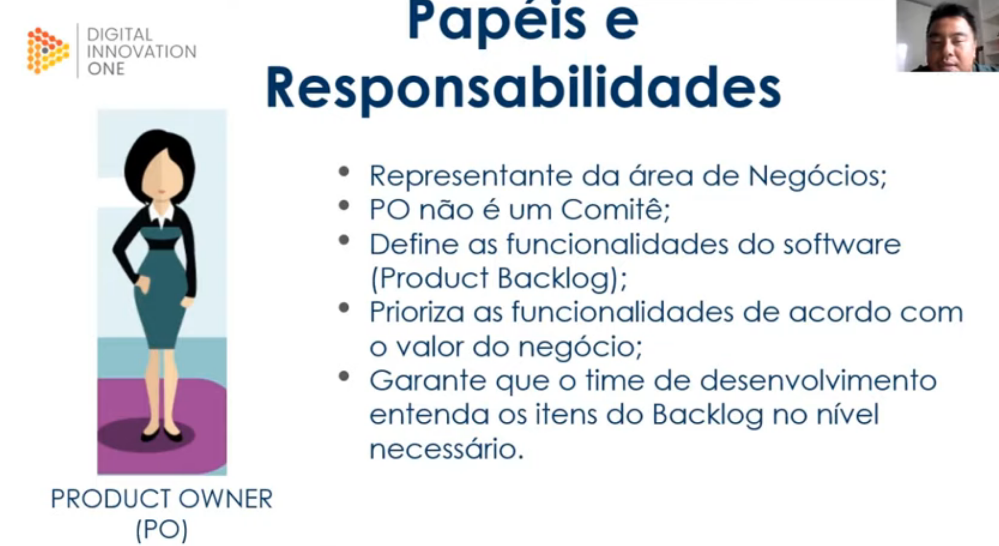 DIGITAL
INNOVATION
ONE
Papéis e
Responsabilidades
• Representante da área de Negócios;
• PO não é um Comitê;
• Define as funcionalidades do software
(Product Backlog);
• Prioriza as funcionalidades de acordo com
o valor do negócio;
• Garante que o time de desenvolvimento
entenda os itens do Backlog no nível
necessário.
PRODUCT OWNER
(PO)